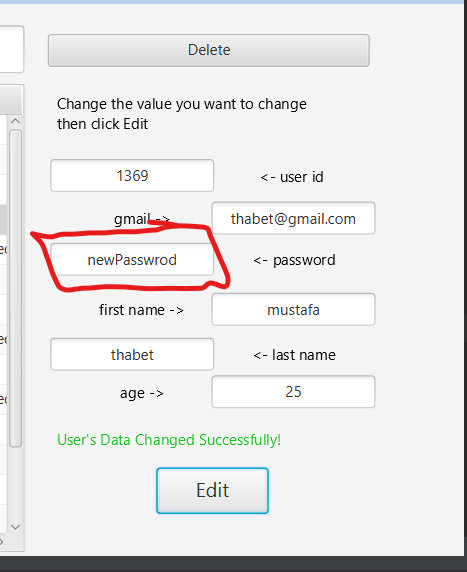 Delete
Change the value you want to change
then click Edit
1369 <- user id
gmail -> thabet@gmail.com
newPasswrod <- password
first name -> mustafa
thabet <- last name
age -> 25
User's Data Changed Successfully!
Edit